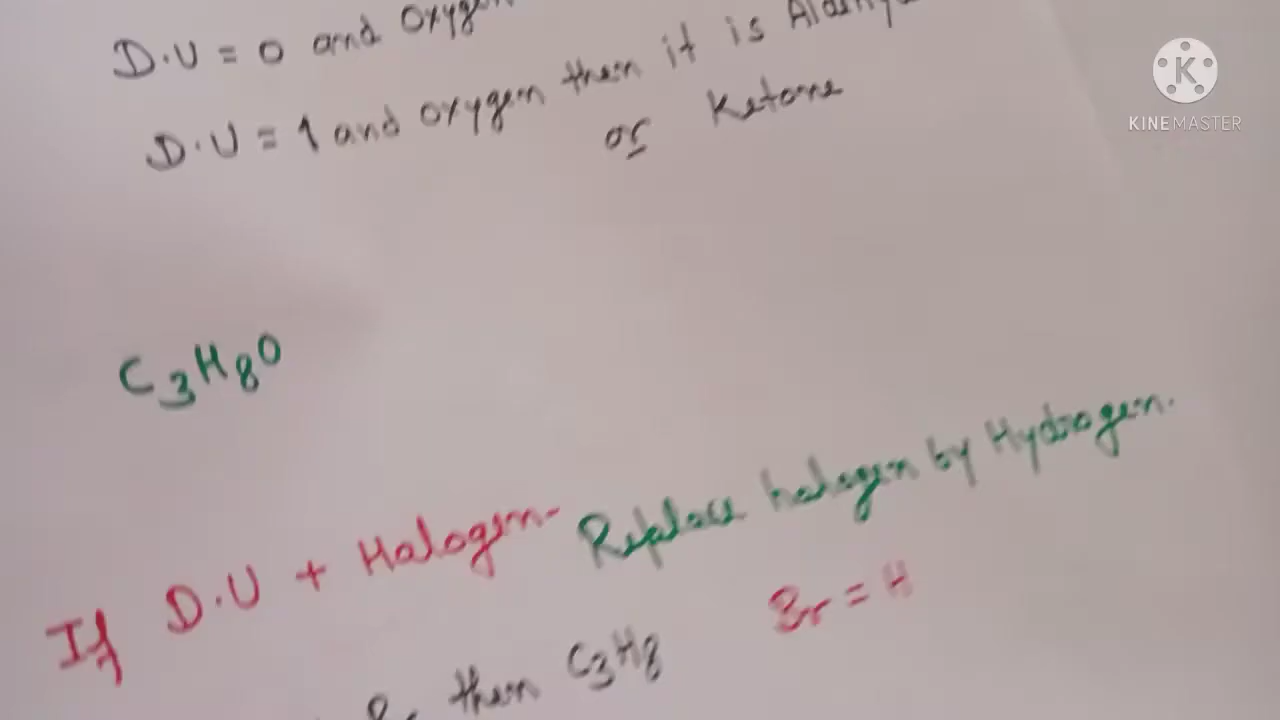 D.U = 0 and
D.U = 1 and oxygen then it is
or Ketone
K
KINEMASTER
C3H8O
If D.U + Halogen- Replace halogen by Hydrogen.
Br = H
then C3H8